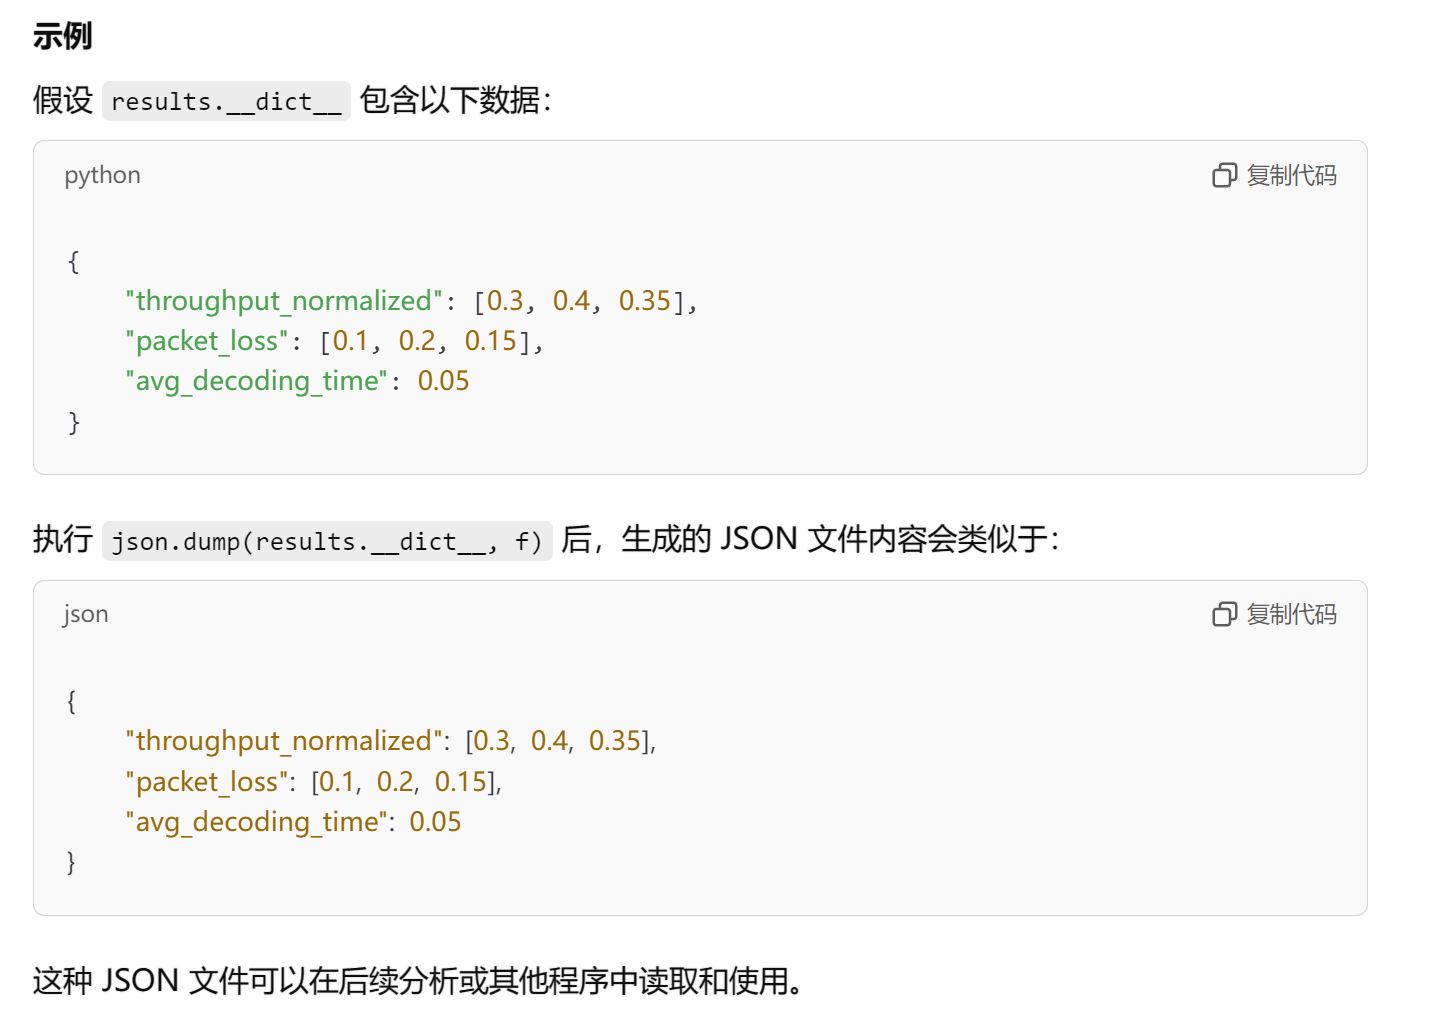 示例
假设 results.__dict__ 包含以下数据：
python 复制代码
{
"throughput_normalized": [0.3, 0.4, 0.35],
"packet_loss": [0.1, 0.2, 0.15],
"avg_decoding_time": 0.05
}
执行 json.dump(results.__dict__, f) 后，生成的 JSON 文件内容会类似于：
json 复制代码
{
"throughput_normalized": [0.3, 0.4, 0.35],
"packet_loss": [0.1, 0.2, 0.15],
"avg_decoding_time": 0.05
}
这种 JSON 文件可以在后续分析或其他程序中读取和使用。